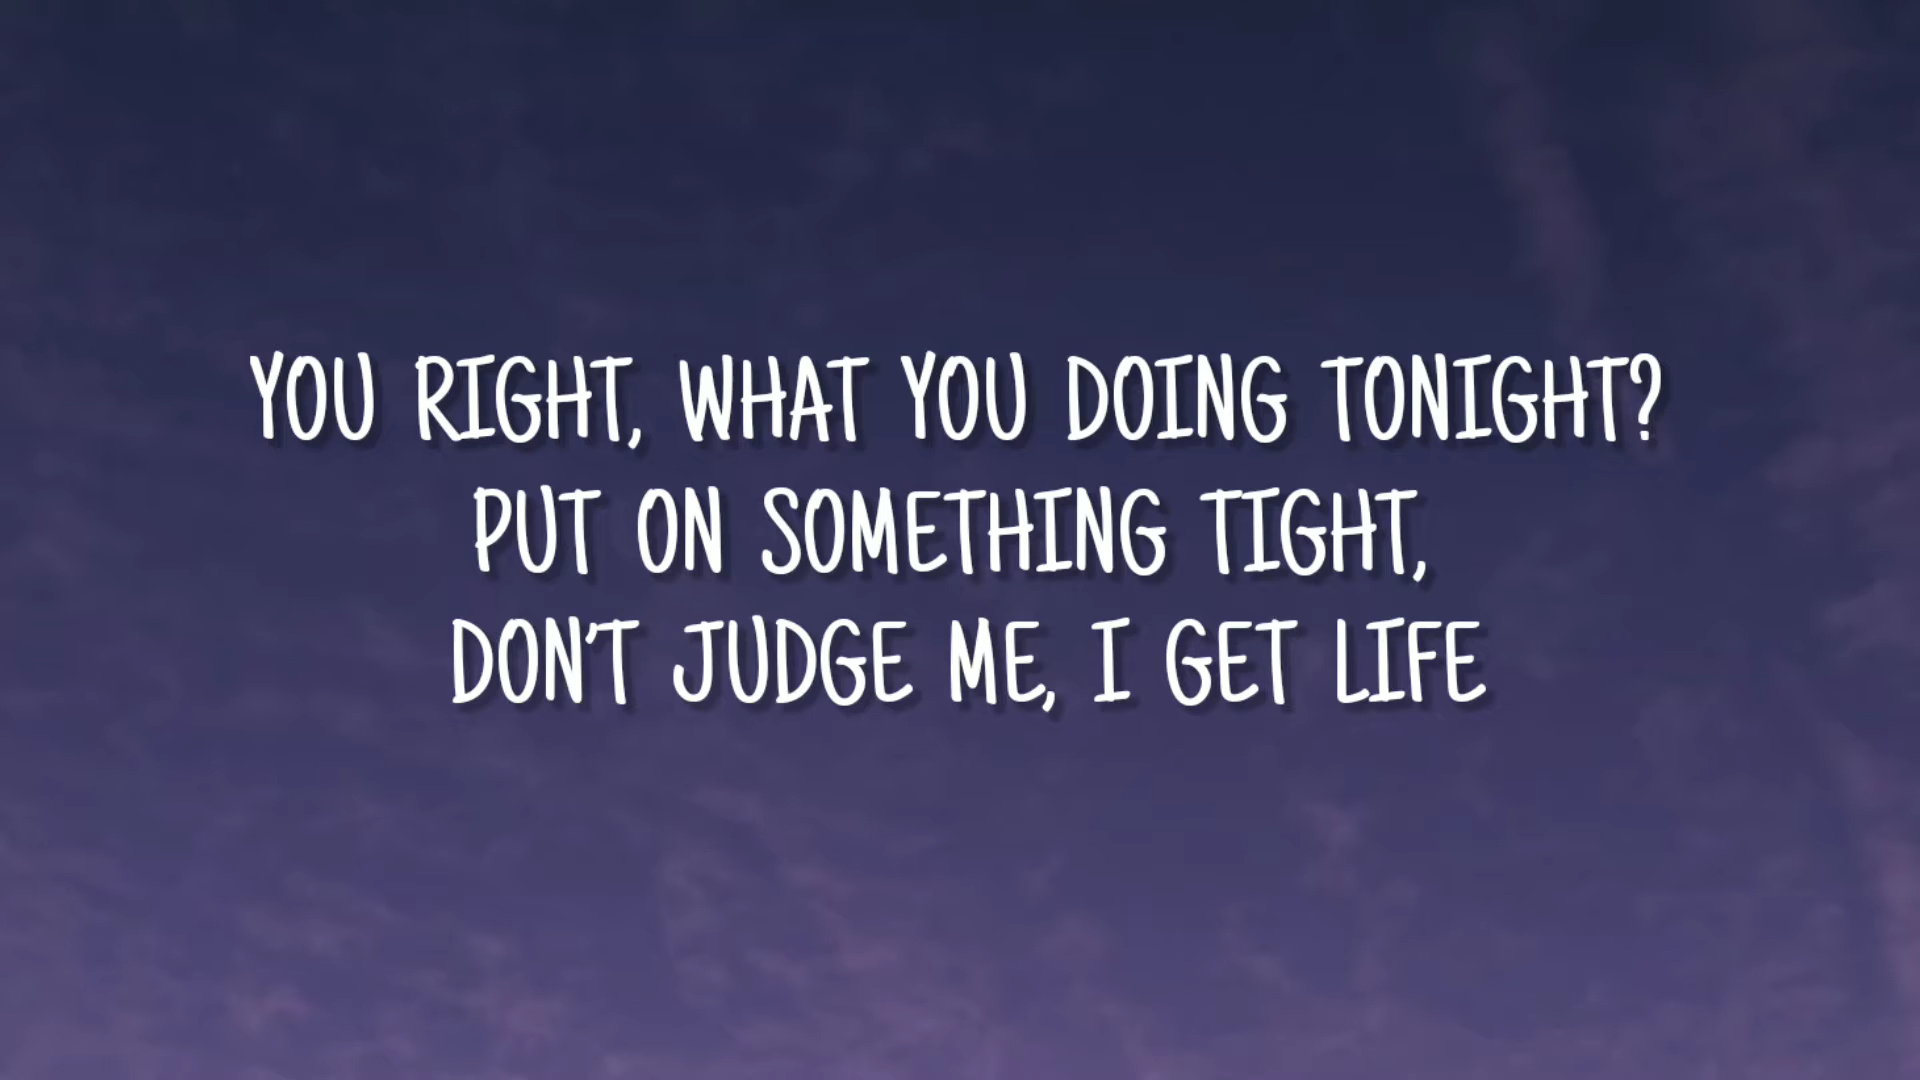 YOU RIGHT, WHAT YOU DOING TONIGHT?
PUT ON SOMETHING TIGHT,
DON'T JUDGE ME, I GET LIFE